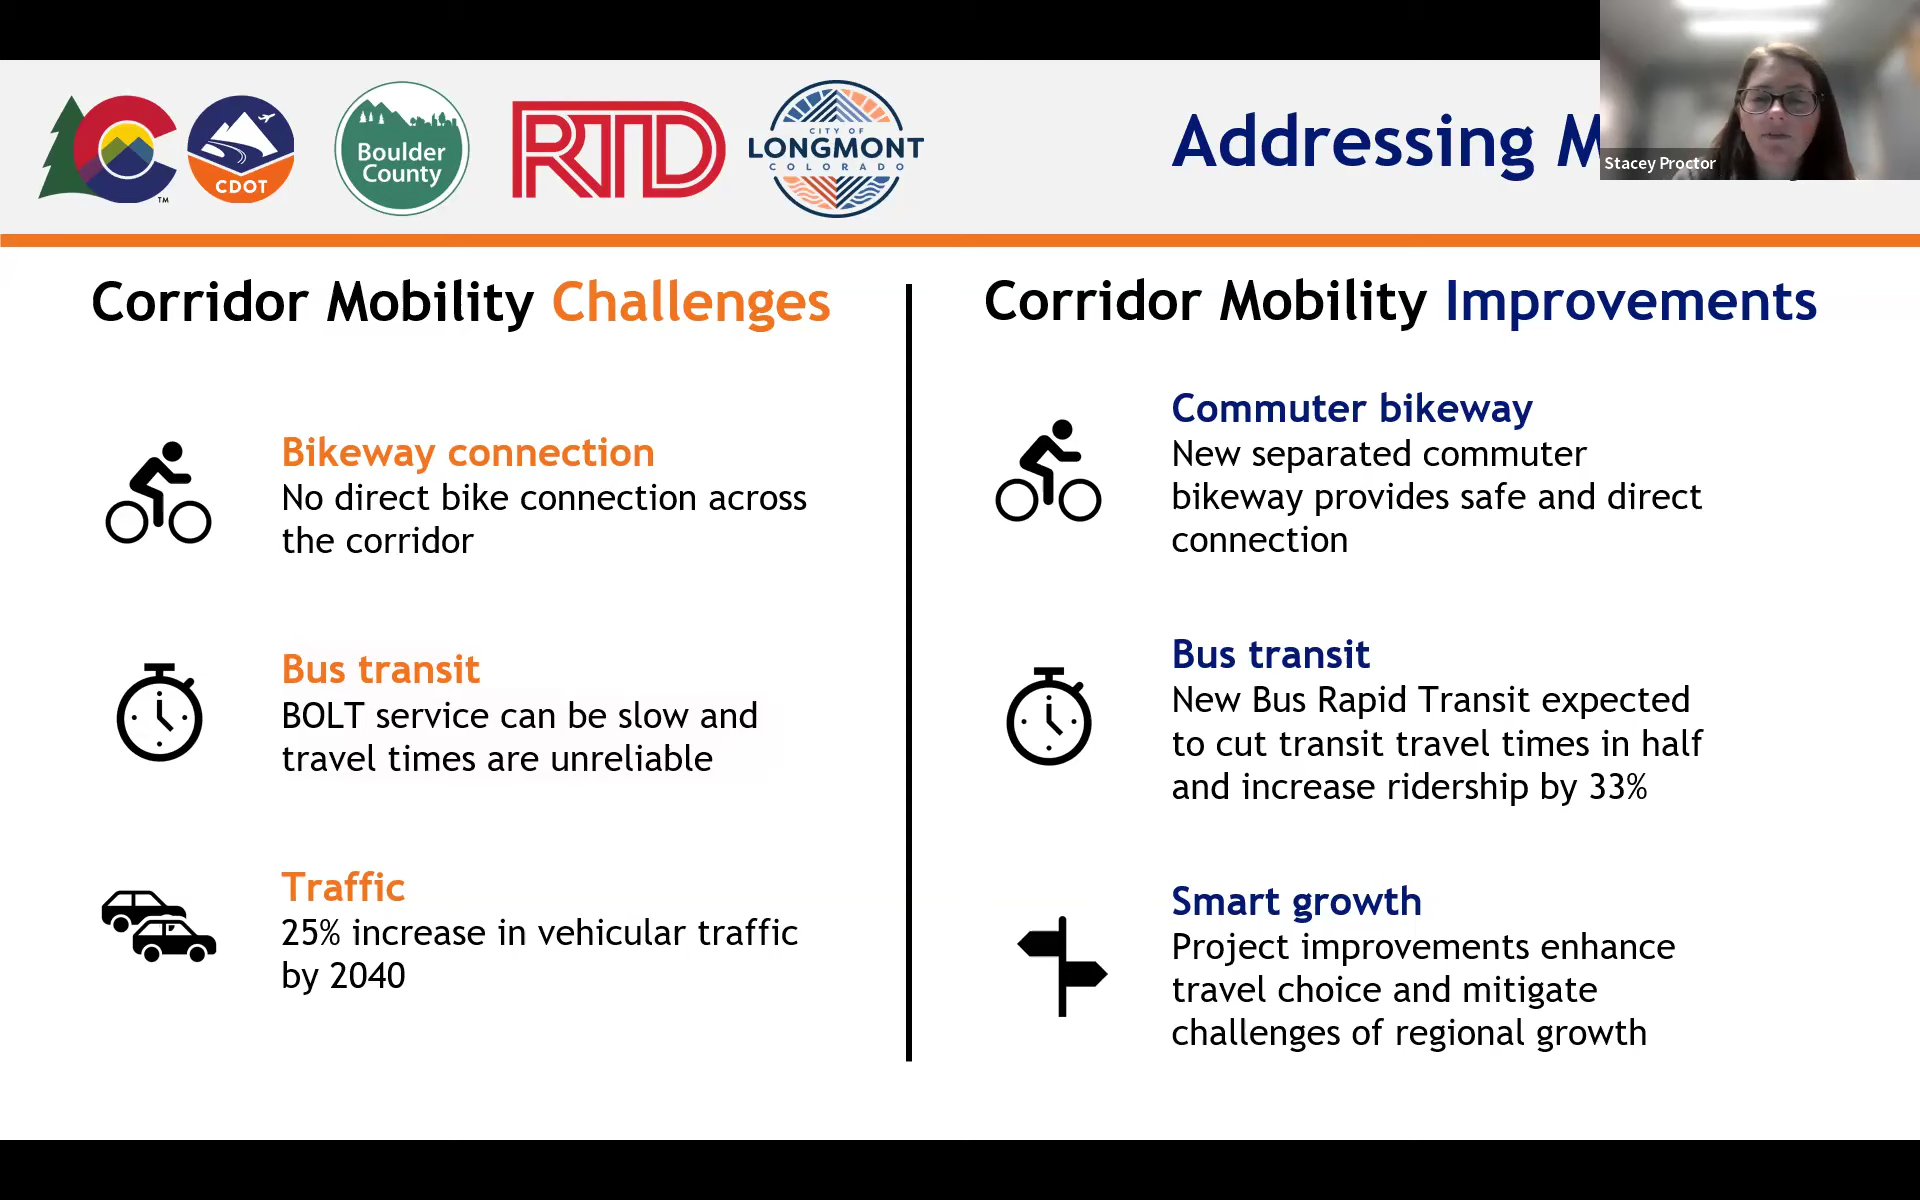 CDOT
TM
Boulder
County
RTD
CITY OF
LONGMONT
COLORADO
Addressing M
Stacey Proctor
Corridor Mobility Challenges
Bikeway connection
No direct bike connection across
the corridor
Bus transit
BOLT service can be slow and
travel times are unreliable
Traffic
25% increase in vehicular traffic
by 2040
Corridor Mobility Improvements
Commuter bikeway
New separated commuter
bikeway provides safe and direct
connection
Bus transit
New Bus Rapid Transit expected
to cut transit travel times in half
and increase ridership by 33%
Smart growth
Project improvements enhance
travel choice and mitigate
challenges of regional growth